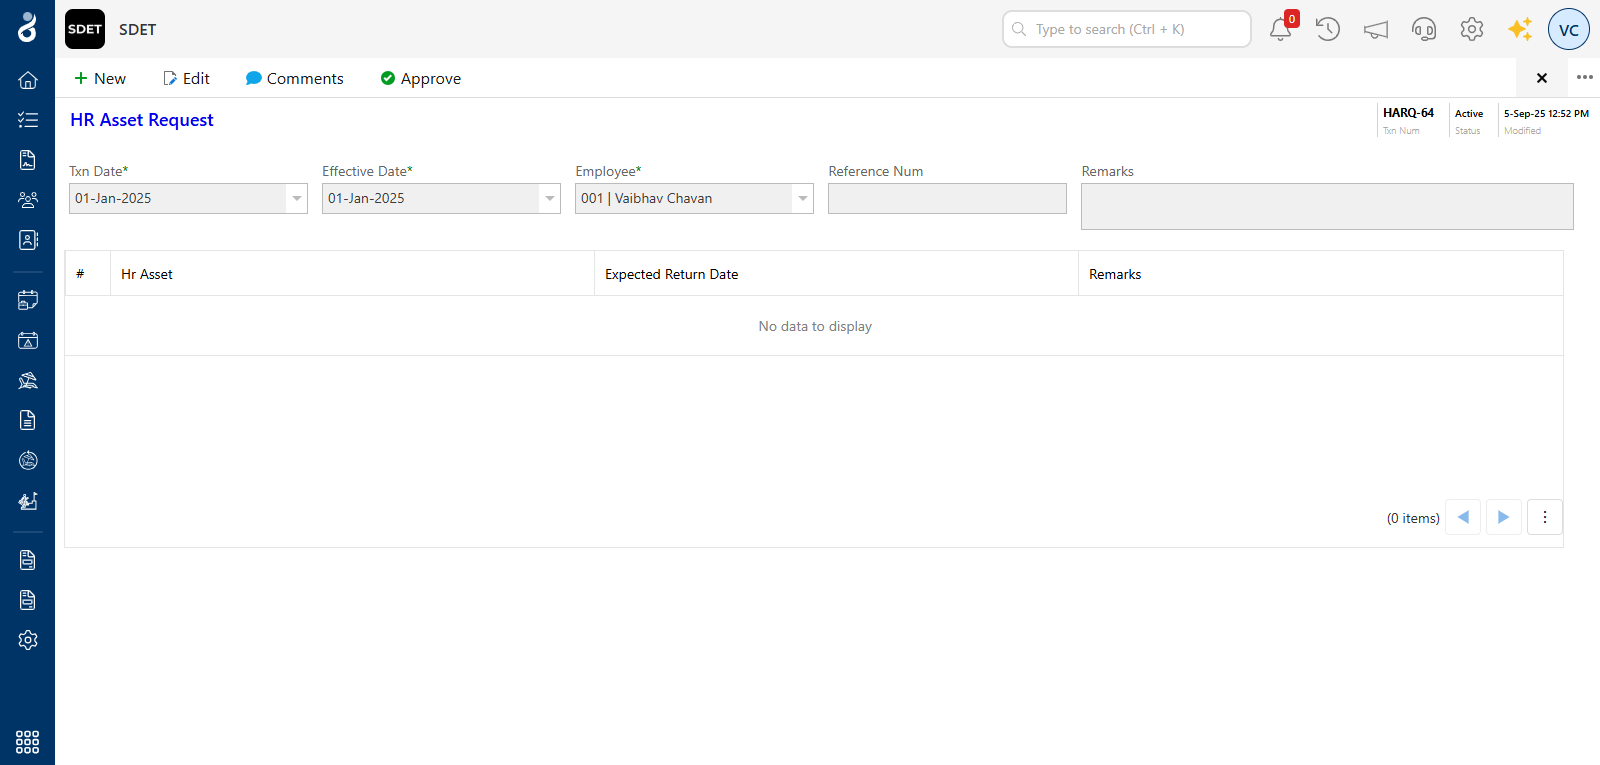 SDET SDET Type to search (Ctrl + K) 0 VC
New Edit Comments Approve
HR Asset Request
HARQ-64 Active 5-Sep-25 12:52 PM
Txn Num Status Modified
Txn Date* Effective Date* Employee* Reference Num Remarks
01-Jan-2025 01-Jan-2025 001 | Vaibhav Chavan
# Hr Asset Expected Return Date Remarks
No data to display
(0 items)